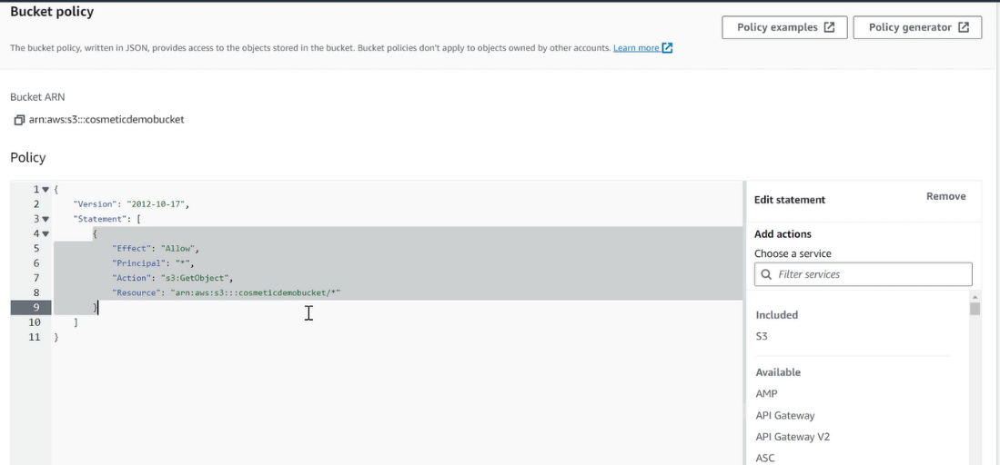 Bucket policy
Policy examples
Policy generator
The bucket policy, written in JSON, provides access to the objects stored in the bucket. Bucket policies don't apply to objects owned by other accounts. Learn more
Bucket ARN
arn:aws:s3:::cosmeticdemobucket
Policy
1 {
2 "Version": "2012-10-17",
3 "Statement": [
4 {
5 "Effect": "Allow",
6 "Principal": "*",
7 "Action": "s3:GetObject",
8 "Resource": "arn:aws:s3:::cosmeticdemobucket/*"
9 }
10 ]
11 }
Edit statement
Remove
Add actions
Choose a service
Filter services
Included
S3
Available
AMP
API Gateway
API Gateway V2
ASC